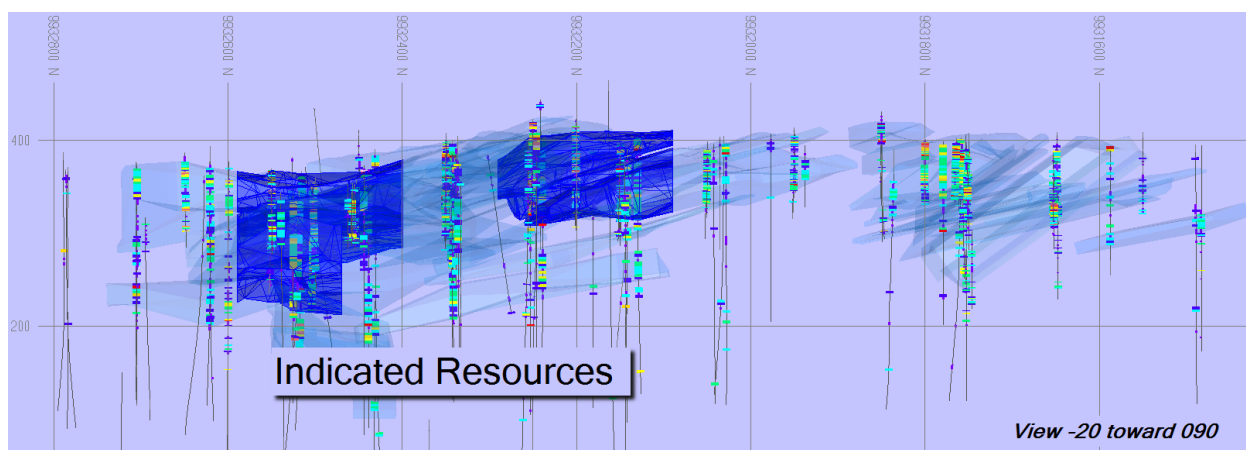 9932800 N
9932600 N
9932400 N
9932200 N
9932000 N
9931800 N
9931600 N
400
200
Indicated Resources
View -20 toward 090